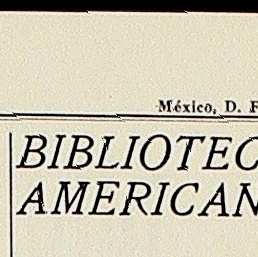 México, D. F
BIBLIOTEC
AMERICAN